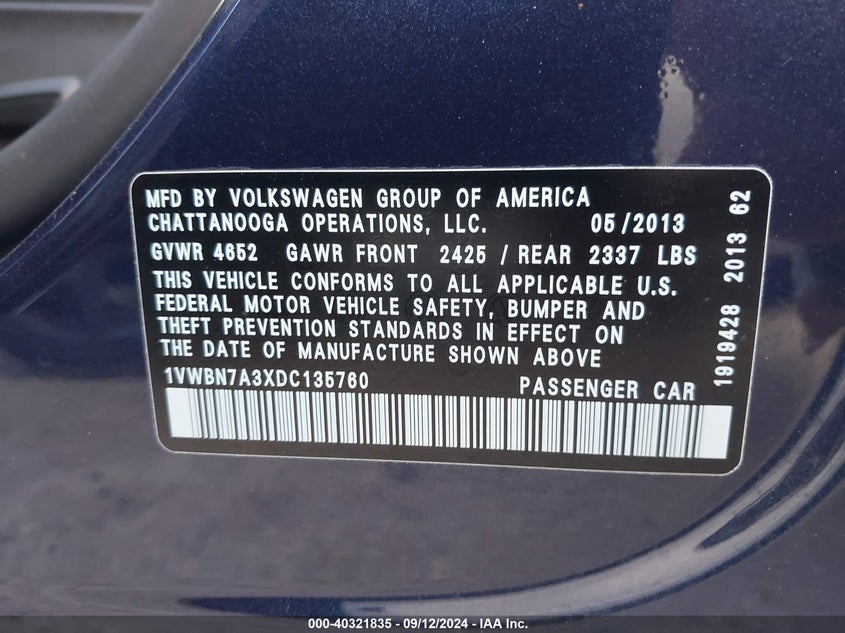 MFD BY VOLKSWAGEN GROUP OF AMERICA
CHATTANOOGA OPERATIONS, LLC. 05/2013
GVWR 4652 GAWR FRONT 2425 / REAR 2337 LBS
THIS VEHICLE CONFORMS TO ALL APPLICABLE U.S.
FEDERAL MOTOR VEHICLE SAFETY, BUMPER AND
THEFT PREVENTION STANDARDS IN EFFECT ON
THE DATE OF MANUFACTURE SHOWN ABOVE
1VWBN7A3XDC135760 PASSENGER CAR
1919428 2013 62
000-40321835 - 09/12/2024 - IAA Inc.